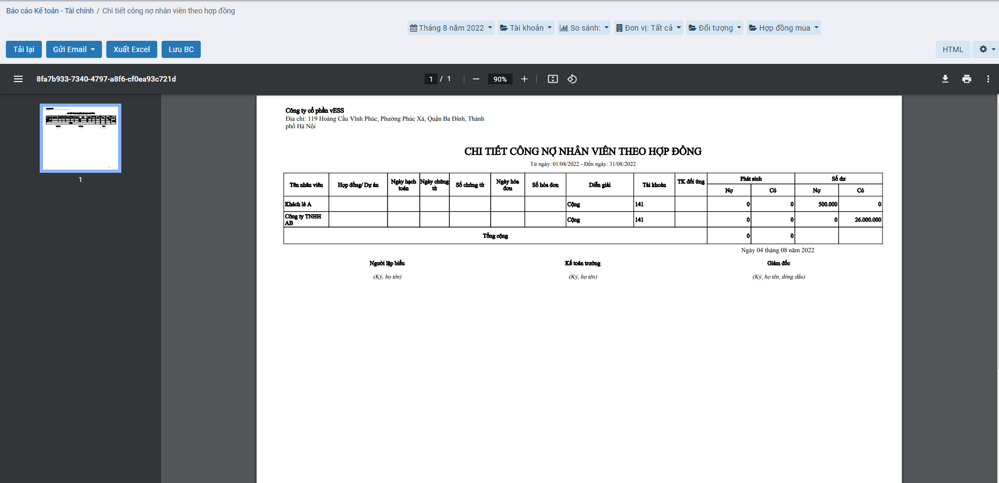 Báo cáo Kế toán - Tài chính / Chi tiết công nợ nhân viên theo hợp đồng
Tháng 8 năm 2022 Tài khoản So sánh: Đơn vị: Tất cả Đối tượng Hợp đồng mua
Tải lại Gửi Email Xuất Excel Lưu BC HTML
8fa7b933-7340-4797-a8f6-cf0ea93c721d 1 / 1 90%
1
Công ty cổ phần vESS
Địa chỉ: 119 Hoàng Cầu Vĩnh Phúc, Phường Phúc Xá, Quận Ba Đình, Thành
phố Hà Nội
CHI TIẾT CÔNG NỢ NHÂN VIÊN THEO HỢP ĐỒNG
Từ ngày: 01/08/2022 - Đến ngày: 31/08/2022
Tên nhân viên Hợp đồng/ Dự án Ngày hạch toán Ngày chứng từ Số chứng từ Ngày hóa đơn Số hóa đơn Diễn giải Tài khoản TK đối ứng Phát sinh Số dư
Nợ Có Nợ Có
Khách lẻ A Cộng 141 0 0 500.000 0
Công ty TNHH AB Cộng 141 0 0 0 26.000.000
Tổng cộng 0 0
Ngày 04 tháng 08 năm 2022
Người lập biểu Kế toán trưởng Giám đốc
(Ký, họ tên) (Ký, họ tên) (Ký, họ tên, đóng dấu)